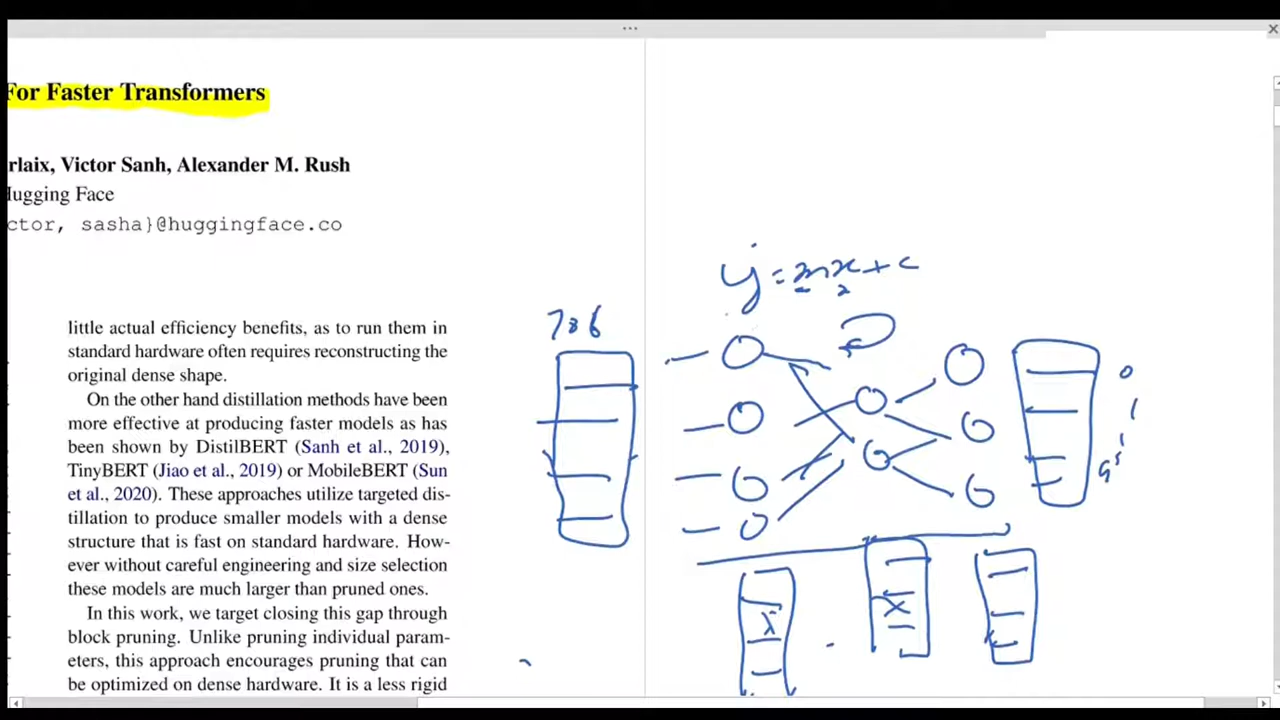 For Faster Transformers
rlaix, Victor Sanh, Alexander M. Rush
Hugging Face
ctor, sasha}@huggingface.co
little actual efficiency benefits, as to run them in
standard hardware often requires reconstructing the
original dense shape.
On the other hand distillation methods have been
more effective at producing faster models as has
been shown by DistilBERT (Sanh et al., 2019),
TinyBERT (Jiao et al., 2019) or MobileBERT (Sun
et al., 2020). These approaches utilize targeted dis-
tillation to produce smaller models with a dense
structure that is fast on standard hardware. How-
ever without careful engineering and size selection
these models are much larger than pruned ones.
In this work, we target closing this gap through
block pruning. Unlike pruning individual param-
eters, this approach encourages pruning that can
be optimized on dense hardware. It is a less rigid
y = mx + c
786
0
1
9
X
X